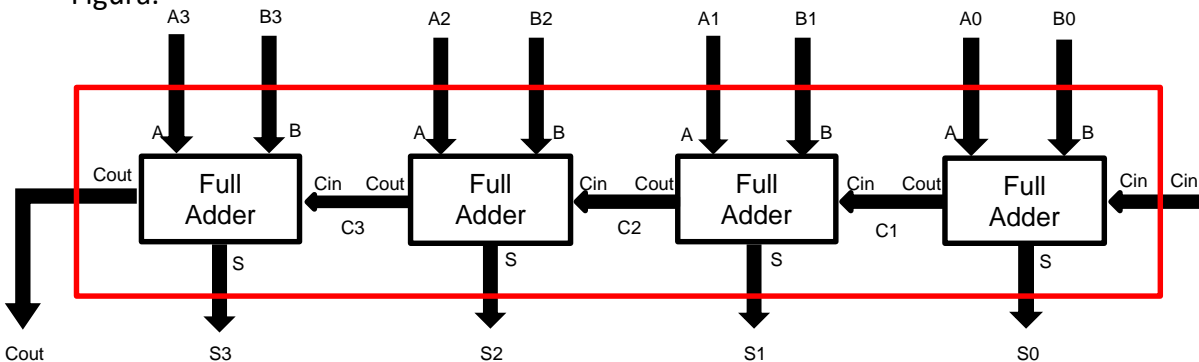 Figura.
A3 B3 A2 B2 A1 B1 A0 B0
A B A B A B A B
Cout Full Adder Cin Cout Full Adder Cin Cout Full Adder Cin Cout Full Adder Cin Cin
C3 C2 C1
S S S S
Cout S3 S2 S1 S0